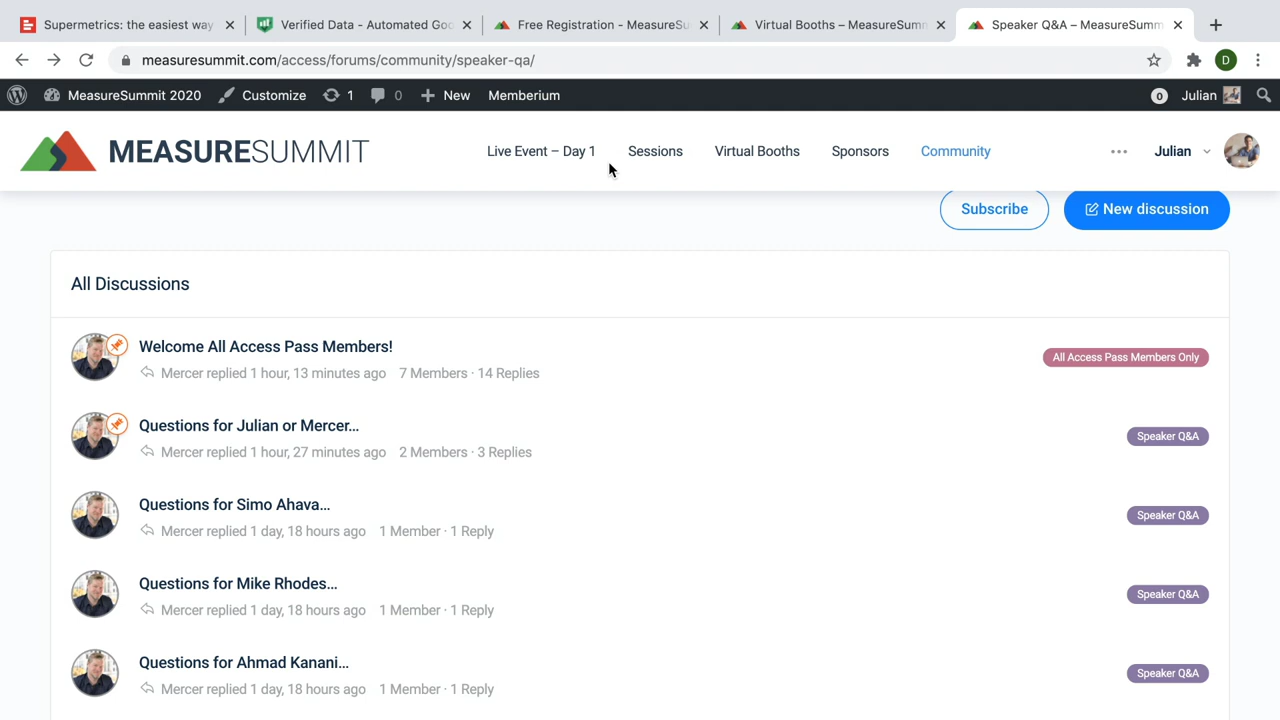 Supermetrics: the easiest way
Verified Data - Automated Goo
Free Registration - MeasureSu
Virtual Booths – MeasureSumm
Speaker Q&A – MeasureSumm
measuresummit.com/access/forums/community/speaker-qa/
D
MeasureSummit 2020
Customize
1
0
New
Memberium
0
Julian
MEASURESUMMIT
Live Event – Day 1
Sessions
Virtual Booths
Sponsors
Community
Julian
Subscribe
New discussion
All Discussions
Welcome All Access Pass Members!
Mercer replied 1 hour, 13 minutes ago 7 Members · 14 Replies
All Access Pass Members Only
Questions for Julian or Mercer...
Mercer replied 1 hour, 27 minutes ago 2 Members · 3 Replies
Speaker Q&A
Questions for Simo Ahava...
Mercer replied 1 day, 18 hours ago 1 Member · 1 Reply
Speaker Q&A
Questions for Mike Rhodes...
Mercer replied 1 day, 18 hours ago 1 Member · 1 Reply
Speaker Q&A
Questions for Ahmad Kanani...
Mercer replied 1 day, 18 hours ago 1 Member · 1 Reply
Speaker Q&A